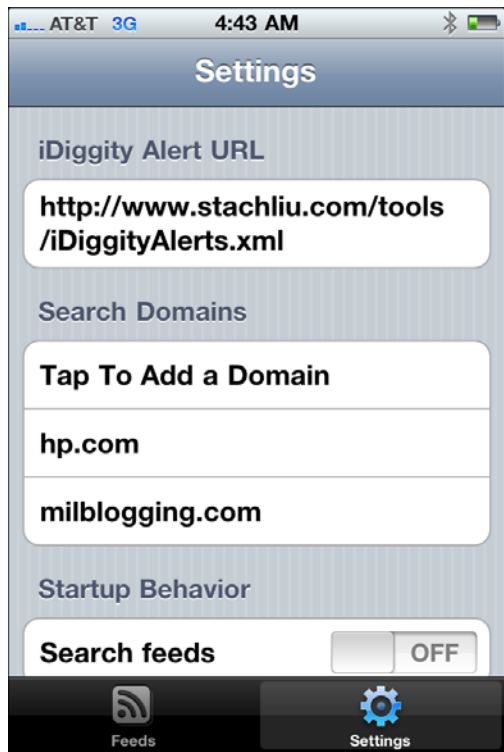 AT&T 3G 4:43 AM
Settings
iDiggity Alert URL
http://www.stachliu.com/tools
/iDiggityAlerts.xml
Search Domains
Tap To Add a Domain
hp.com
milblogging.com
Startup Behavior
Search feeds OFF
Feeds Settings